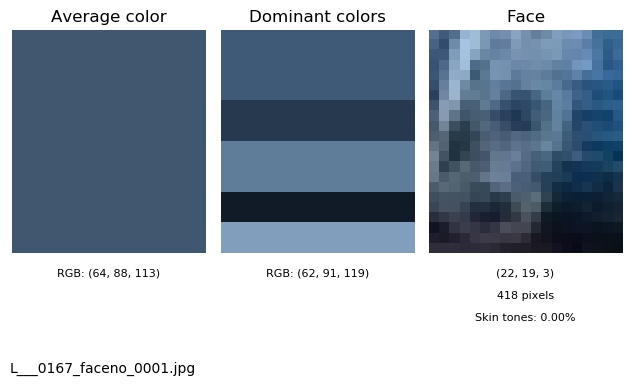 Average color
Dominant colors
Face
RGB: (64, 88, 113)
RGB: (62, 91, 119)
(22, 19, 3)
418 pixels
Skin tones: 0.00%
L___0167_faceno_0001.jpg